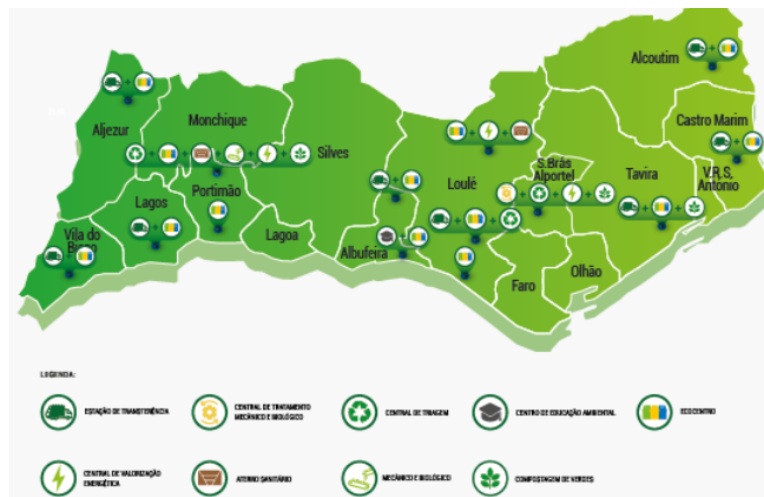 Alcoutim
Aljezur
Monchique
Castro Marim
Silves
Loulé
S.Brás
Alportel
Tavira
V.R.S,
António
Portimão
Lagos
Vila do
Bispo
Lagoa
Albufeira
Faro
Olhão
LEGENDA:
ESTAÇÃO DE TRANSFERÊNCIA
CENTRAL DE TRATAMENTO
MECÂNICO E BIOLÓGICO
CENTRAL DE TRIAGEM
CENTRO DE EDUCAÇÃO AMBIENTAL
ECOCENTRO
CENTRAL DE VALORIZAÇÃO
ENERGÉTICA
ATERRO SANITÁRIO
MECÂNICO E BIOLÓGICO
COMPOSTAGEM DE VERDES